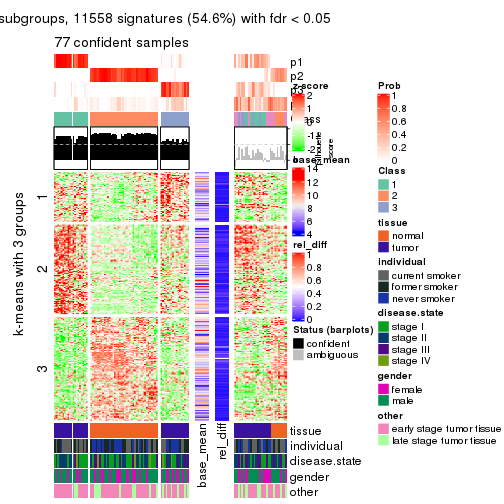 subgroups, 11558 signatures (54.6%) with fdr < 0.05
77 confident samples
p1
p2
p3
z-score
2
1
0
-1
-2
Class
silhouette
score
base_mean
14
12
10
8
6
4
rel_diff
1
0.8
0.6
0.4
0.2
0
Status (barplots)
confident
ambiguous
k-means with 3 groups
1
2
3
base_mean
rel_diff
tissue
individual
disease.state
gender
other
Prob
1
0.8
0.6
0.4
0.2
0
Class
1
2
3
tissue
normal
tumor
individual
current smoker
former smoker
never smoker
disease.state
stage I
stage II
stage III
stage IV
gender
female
male
other
early stage tumor tissue
late stage tumor tissue